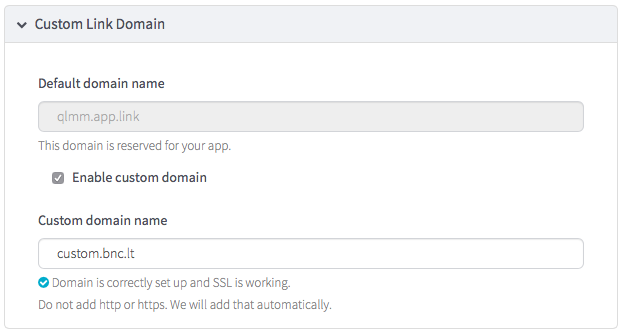 Custom Link Domain
Default domain name
qlmm.app.link
This domain is reserved for your app.
Enable custom domain
Custom domain name
custom.bnc.lt
Domain is correctly set up and SSL is working.
Do not add http or https. We will add that automatically.